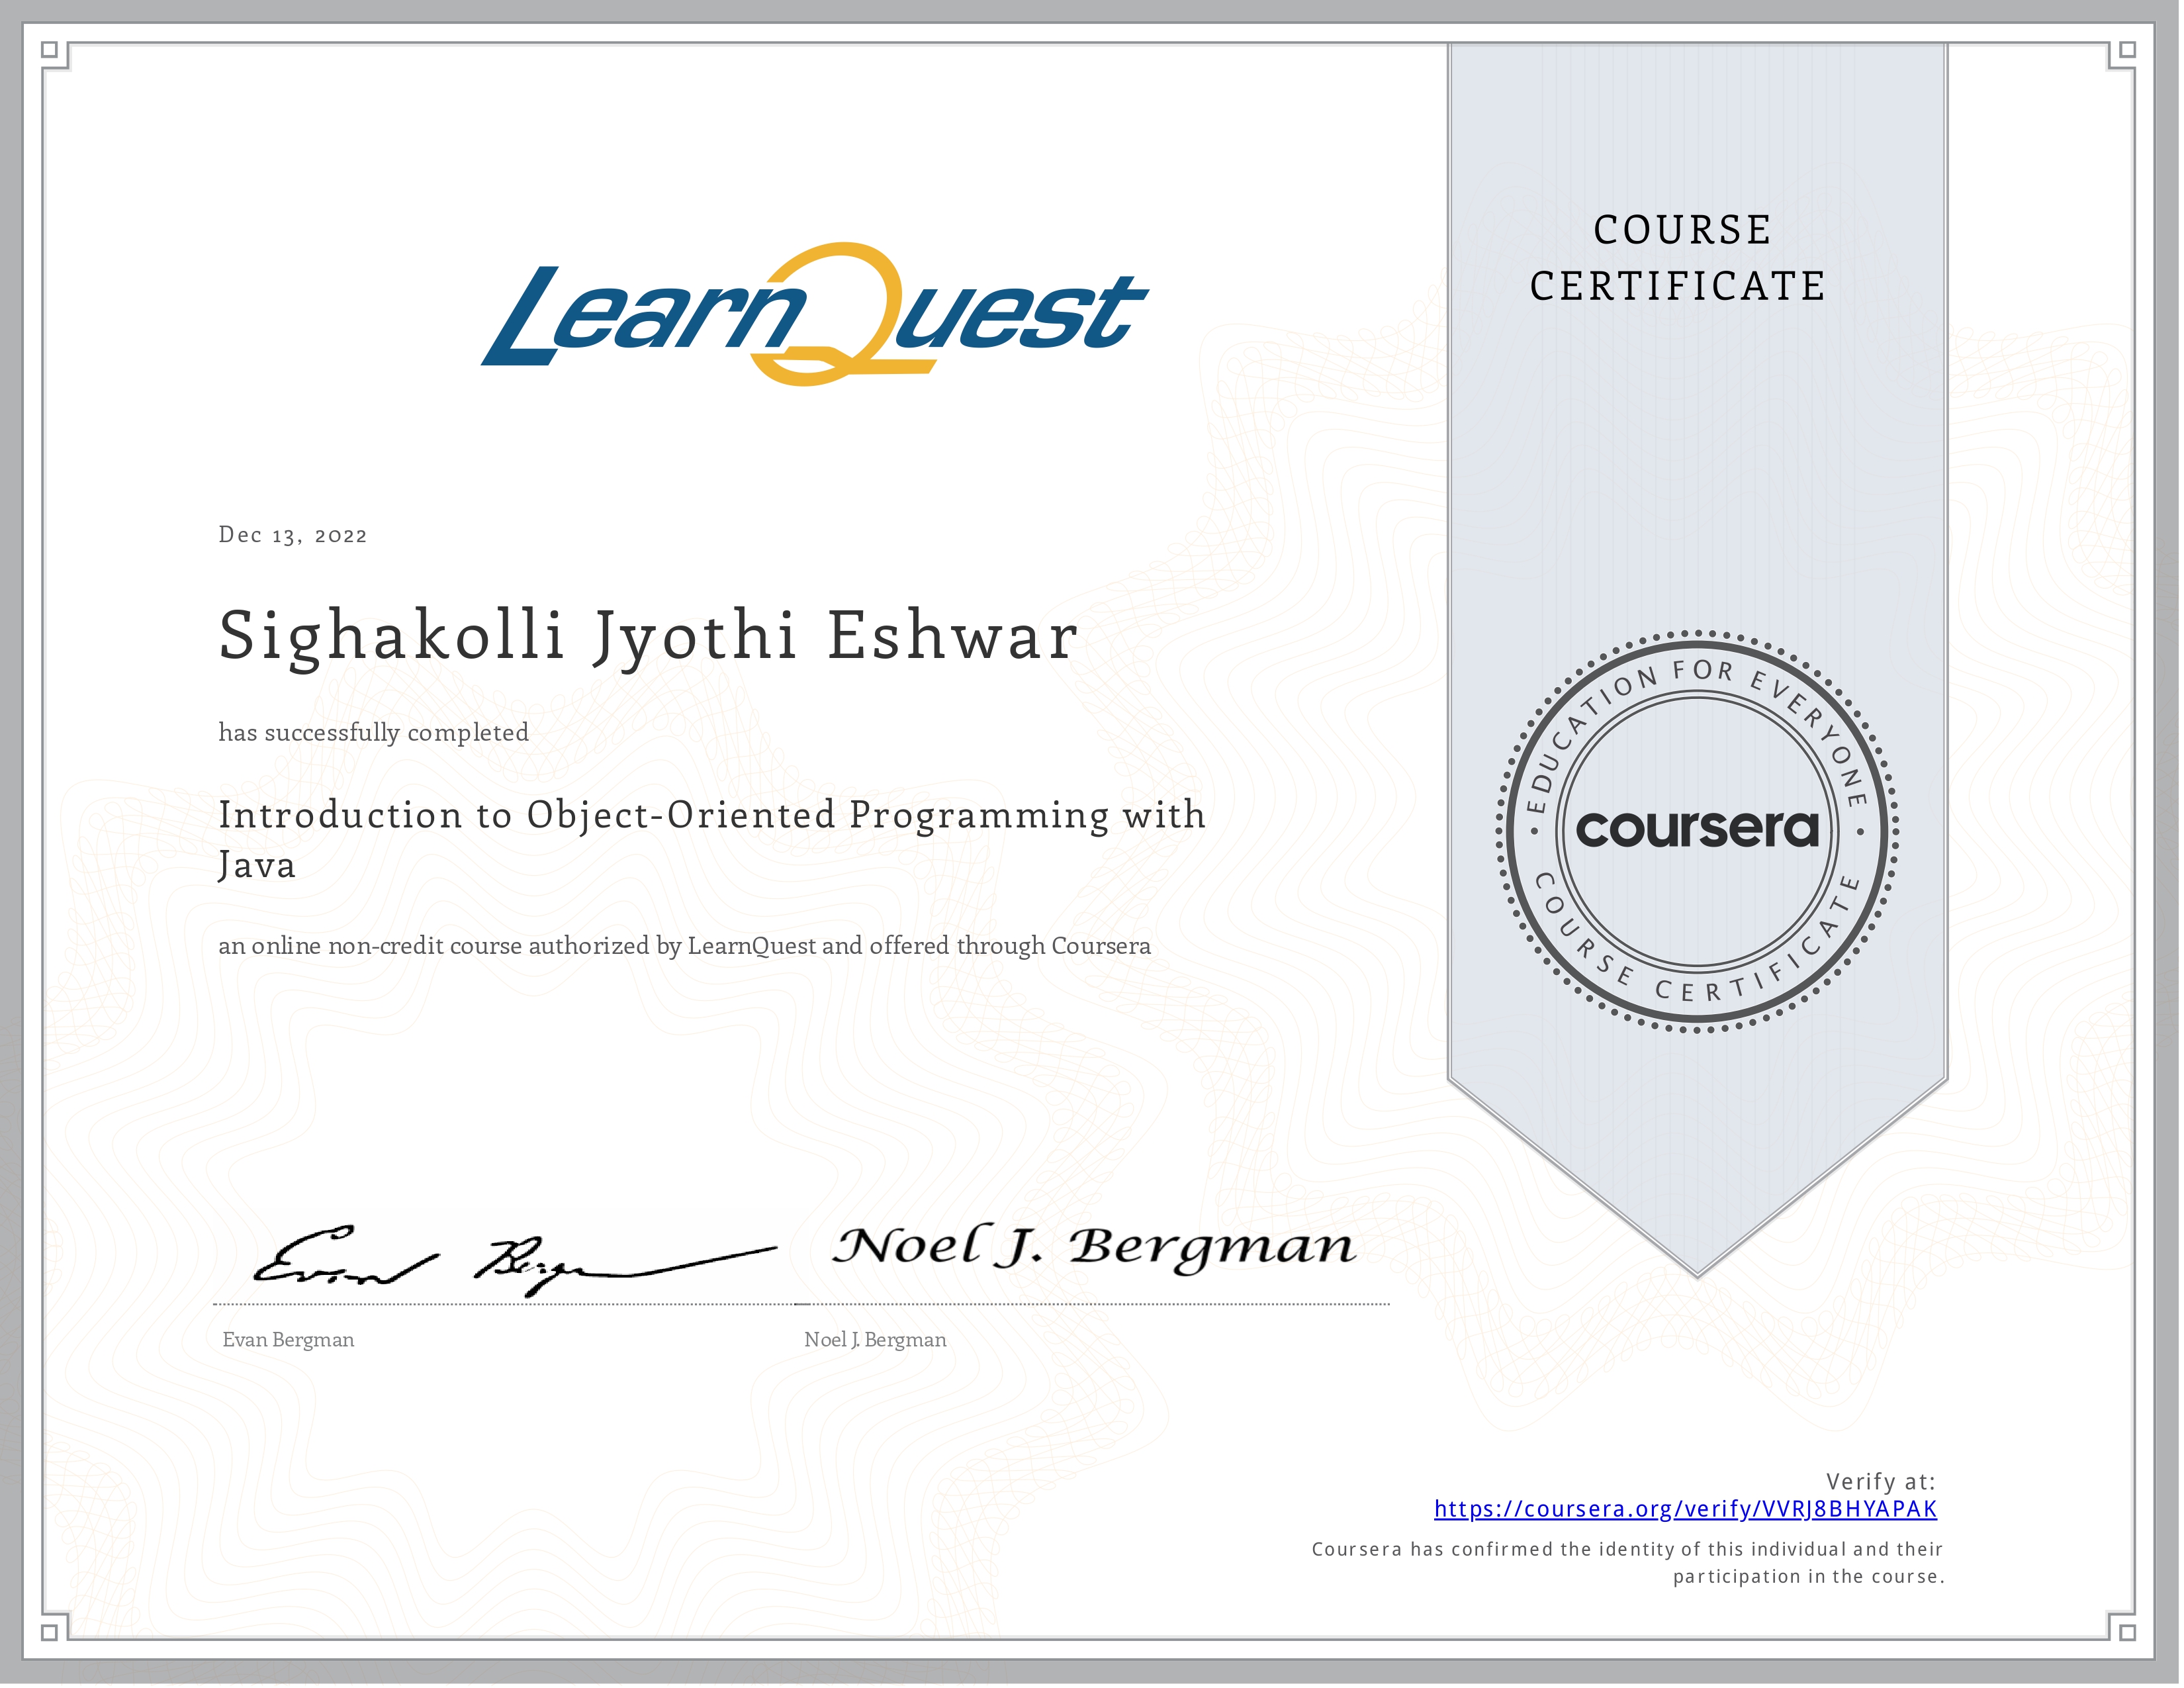 LearnQuest
COURSE
CERTIFICATE
Dec 13, 2022
Sighakolli Jyothi Eshwar
has successfully completed
Introduction to Object-Oriented Programming with
Java
an online non-credit course authorized by LearnQuest and offered through Coursera
EDUCATION FOR EVERYONE
coursera
COURSE CERTIFICATE
Evan Bergman
Noel J. Bergman
Evan Bergman
Noel J. Bergman
Verify at:
https://coursera.org/verify/VVRJ8BHYAPAK
Coursera has confirmed the identity of this individual and their
participation in the course.